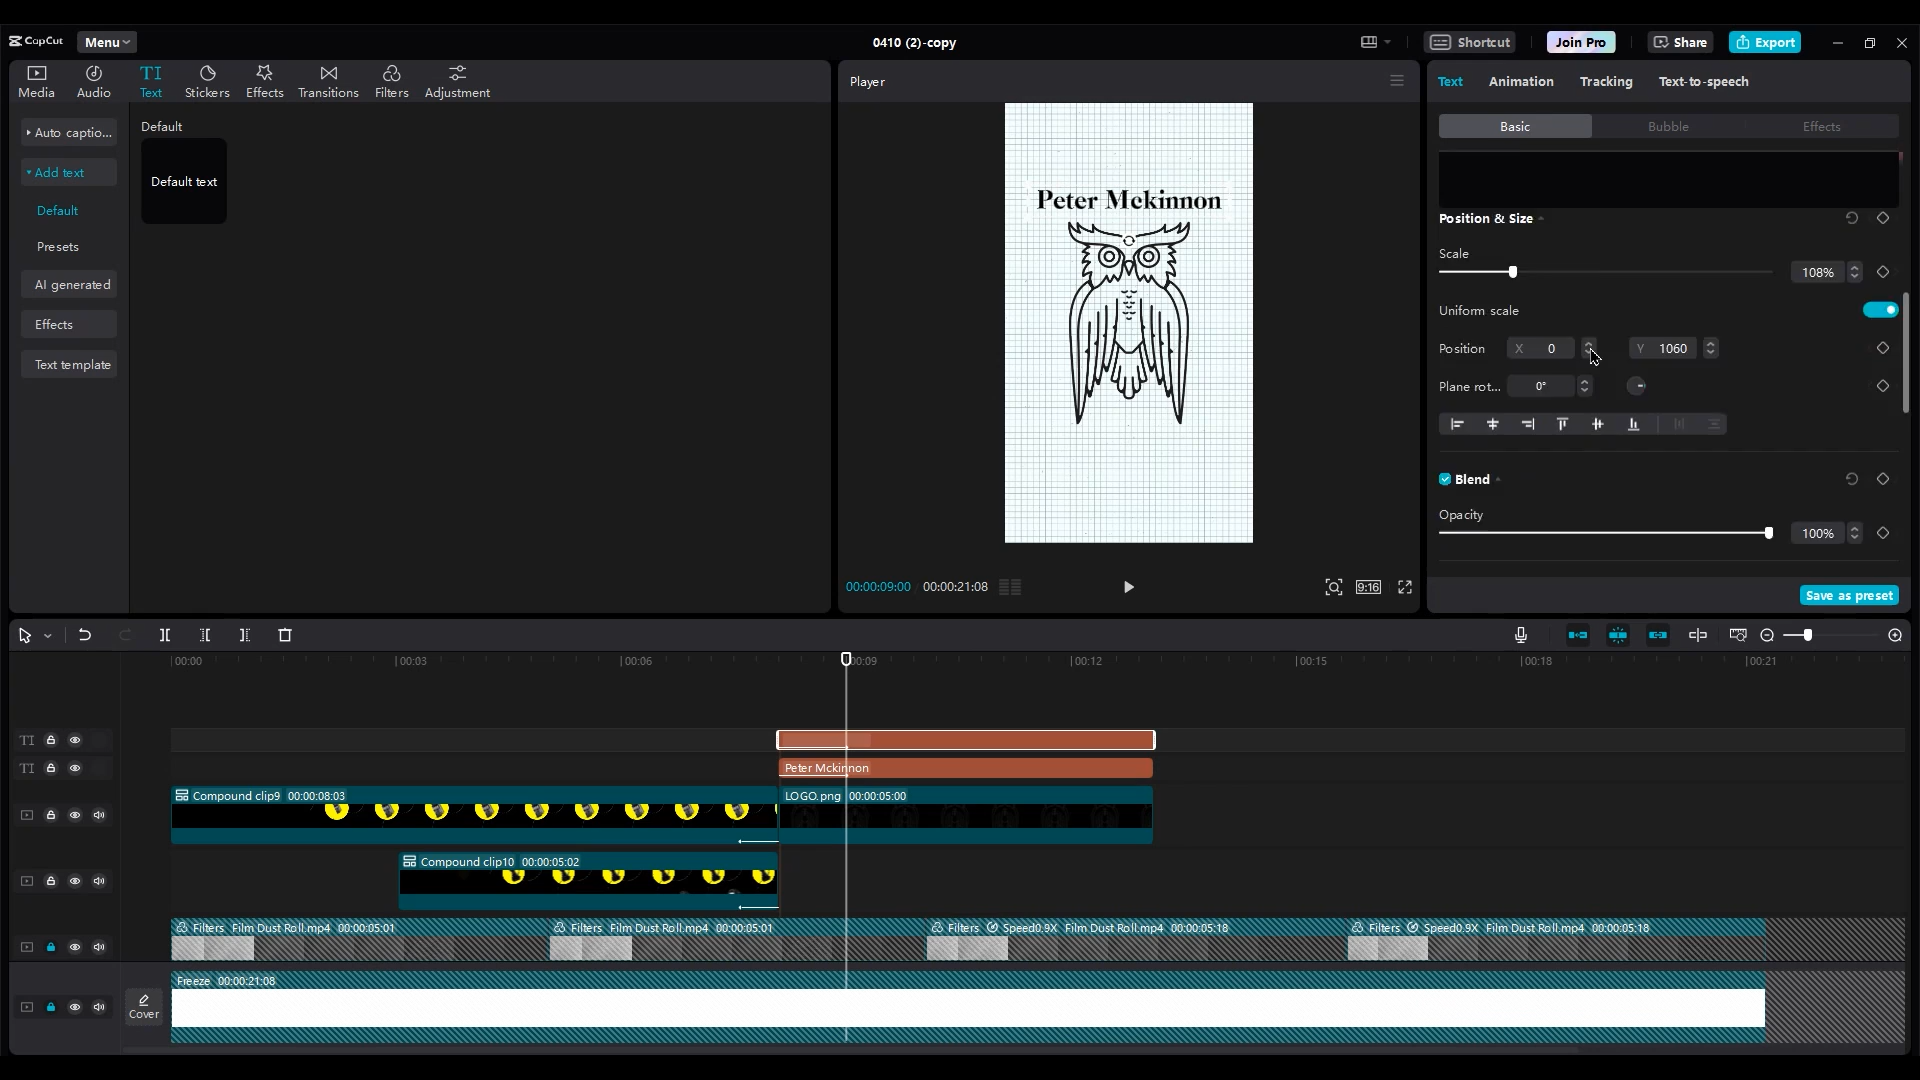 CapCut
Menu
0410 (2)-copy
Shortcut
Join Pro
Share
Export
Media
Audio
TI
Text
Stickers
Effects
Transitions
Filters
Adjustment
Auto captio...
Add text
Default
Presets
AI generated
Effects
Text template
Default
Default text
Player
Peter Mckinnon
00:00:09:00
00:00:21:08
9:16
Text
Animation
Tracking
Text-to-speech
Basic
Bubble
Effects
Position & Size
Scale
108%
Uniform scale
Position
X 0
Y 1060
Plane rot...
0°
Blend
Opacity
100%
Save as preset
00:00
00:03
00:06
00:09
00:12
00:15
00:18
00:21
TI
TI
Peter Mckinnon
Compound clip9 00:00:08:03
LOGO.png 00:00:05:00
Compound clip10 00:00:05:02
Filters Film Dust Roll.mp4 00:00:05:01
Filters Film Dust Roll.mp4 00:00:05:01
Filters Speed0.9X Film Dust Roll.mp4 00:00:05:18
Filters Speed0.9X Film Dust Roll.mp4 00:00:05:18
Freeze 00:00:21:08
Cover